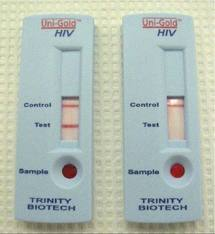 Uni-Gold™
HIV
Control
Test
Sample
TRINITY
BIOTECH
Uni-Gold™
HIV
Control
Test
Sample
TRINITY
BIOTECH